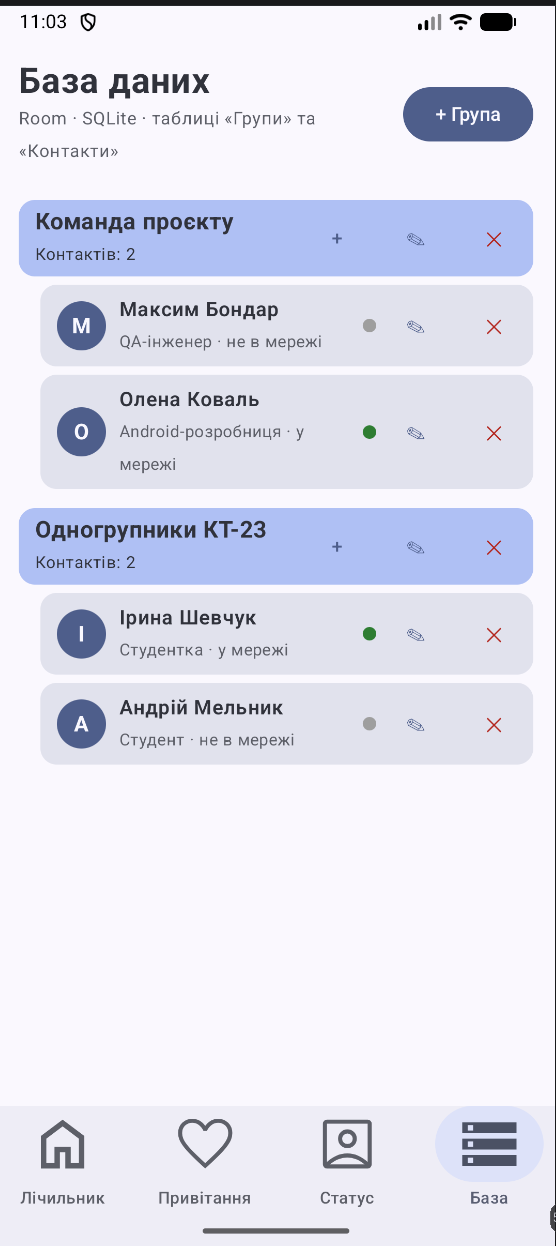 11:03
База даних
Room · SQLite · таблиці «Групи» та
«Контакти»
+ Група
Команда проєкту
Контактів: 2
+
М
Максим Бондар
QA-інженер · не в мережі
О
Олена Коваль
Android-розробниця · у
мережі
Одногрупники КТ-23
Контактів: 2
+
І
Ірина Шевчук
Студентка · у мережі
А
Андрій Мельник
Студент · не в мережі
Лічильник
Привітання
Статус
База